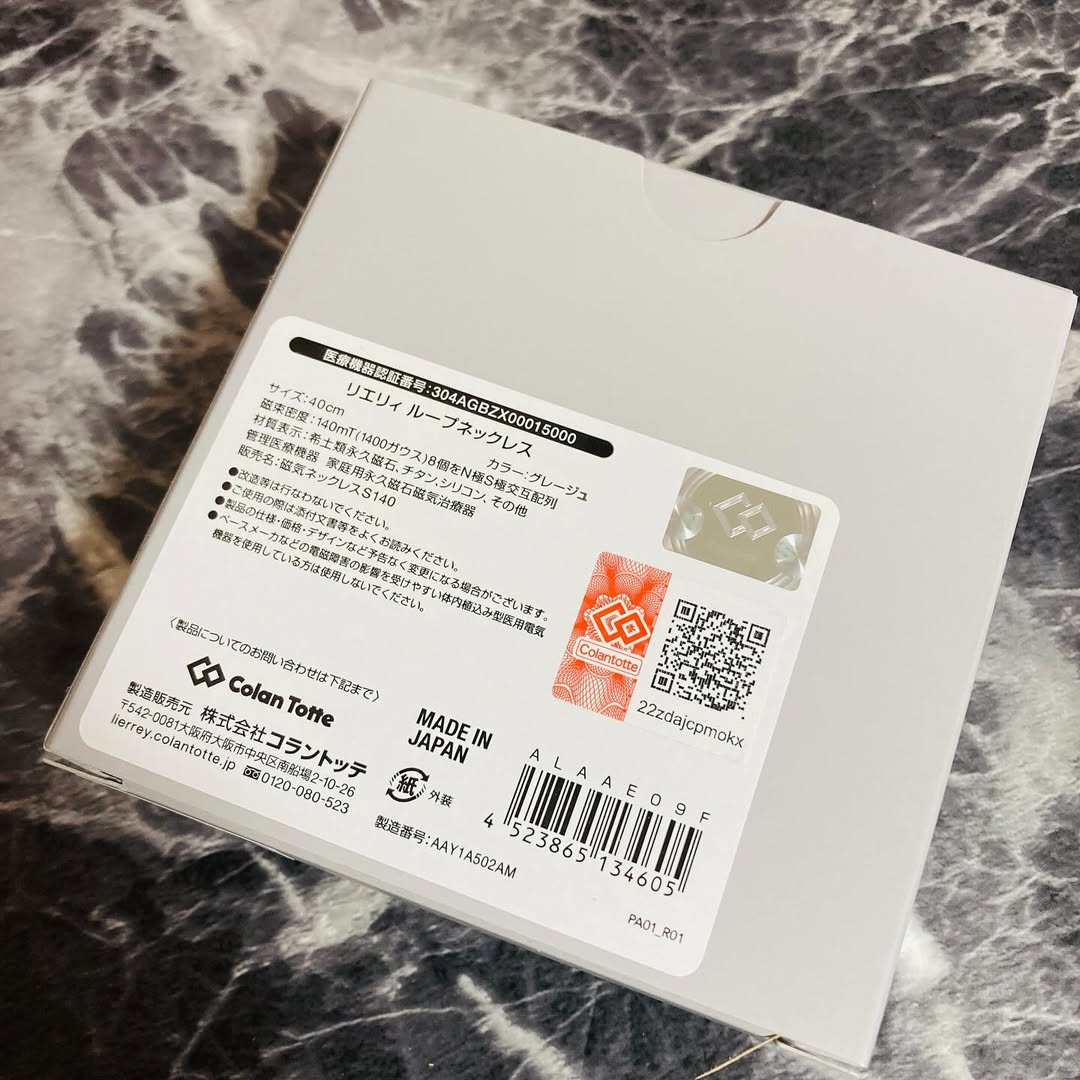 医療機器認証番号:304AGBZX00015000
リエリィ ループネックレス
サイズ:40cm
カラー:グレージュ
磁束密度:140mT(1400ガウス)8個をN極S極交互配列
材質表示:希土類永久磁石、チタン、シリコン、その他
管理医療機器 家庭用永久磁石磁気治療器
販売名:磁気ネックレスS140
●改造等は行なわないでください。
●ご使用の際は添付文書等をよくお読みください。
●製品の仕様・価格・デザインなど予告なく変更になる場合がございます。
●ペースメーカなどの電磁障害の影響を受けやすい体内植込み型医用電気
機器を使用している方は使用しないでください。
〈製品についてのお問い合わせは下記まで〉
Colan Totte
製造販売元 株式会社コラントッテ
〒542-0081大阪府大阪市中央区南船場2-10-26
lierrey.colantotte.jp
0120-080-523
MADE IN
JAPAN
紙 外装
製造番号:AAY1A502AM
Colantotte
22zdajcpmokx
ALAAE09F
4 523865 134605
PA01_R01